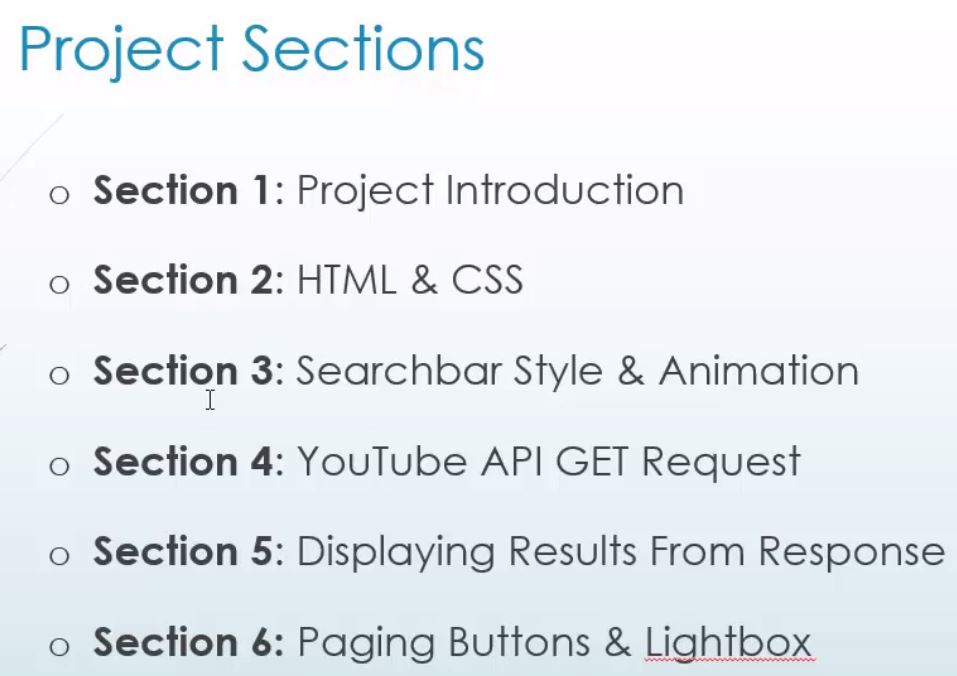 Project Sections
o Section 1: Project Introduction
o Section 2: HTML & CSS
o Section 3: Searchbar Style & Animation
o Section 4: YouTube API GET Request
o Section 5: Displaying Results From Response
o Section 6: Paging Buttons & Lightbox